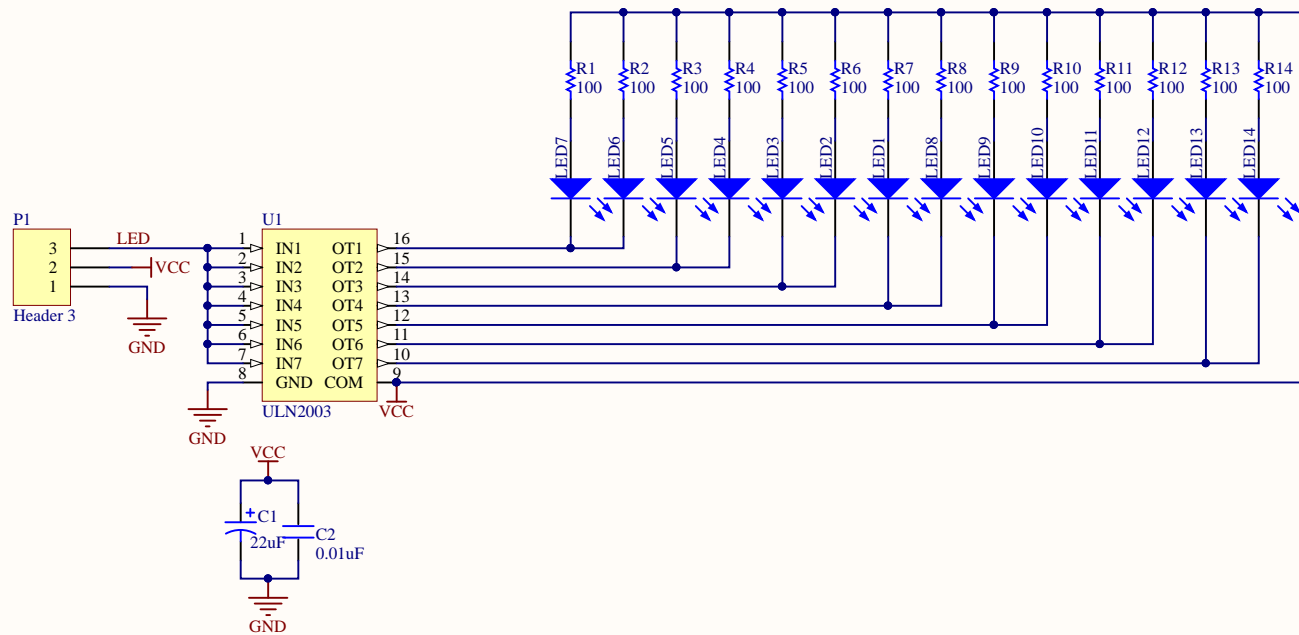 R1 R2 R3 R4 R5 R6 R7 R8 R9 R10 R11 R12 R13 R14
100 100 100 100 100 100 100 100 100 100 100 100 100 100
LED7 LED6 LED5 LED4 LED3 LED2 LED1 LED8 LED9 LED10 LED11 LED12 LED13 LED14
P1
3 LED
2 VCC
1
Header 3
GND
U1
1 IN1 OT1 16
2 IN2 OT2 15
3 IN3 OT3 14
4 IN4 OT4 13
5 IN5 OT5 12
6 IN6 OT6 11
7 IN7 OT7 10
8 GND COM 9
ULN2003
VCC
GND
VCC
+ C1
22uF
C2
0.01uF
GND